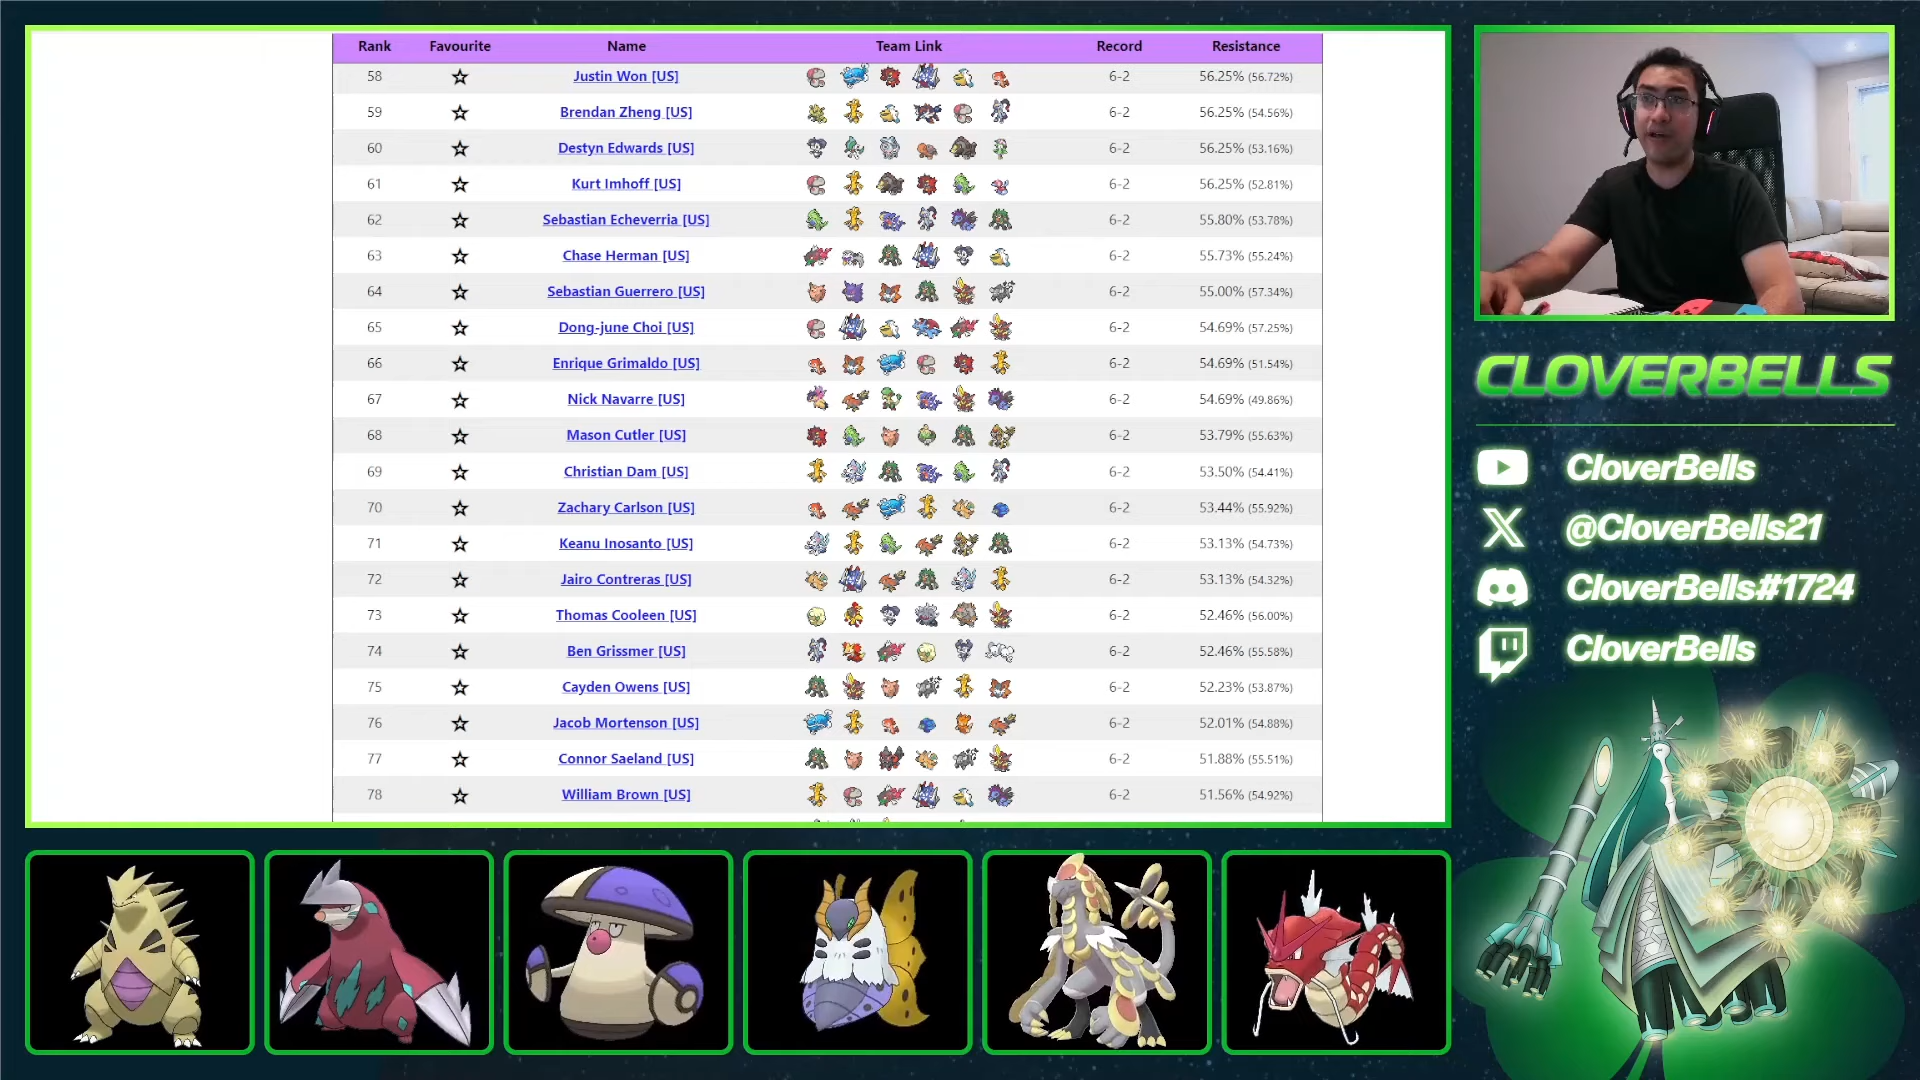 Rank Favourite Name Team Link Record Resistance
58 Justin Won [US] 6-2 56.25% (56.72%)
59 Brendan Zheng [US] 6-2 56.25% (54.56%)
60 Destyn Edwards [US] 6-2 56.25% (53.16%)
61 Kurt Imhoff [US] 6-2 56.25% (52.81%)
62 Sebastian Echeverria [US] 6-2 55.80% (53.78%)
63 Chase Herman [US] 6-2 55.73% (55.24%)
64 Sebastian Guerrero [US] 6-2 55.00% (57.34%)
65 Dong-june Choi [US] 6-2 54.69% (57.25%)
66 Enrique Grimaldo [US] 6-2 54.69% (51.54%)
67 Nick Navarre [US] 6-2 54.69% (49.86%)
68 Mason Cutler [US] 6-2 53.79% (55.63%)
69 Christian Dam [US] 6-2 53.50% (54.41%)
70 Zachary Carlson [US] 6-2 53.44% (55.92%)
71 Keanu Inosanto [US] 6-2 53.13% (54.73%)
72 Jairo Contreras [US] 6-2 53.13% (54.32%)
73 Thomas Cooleen [US] 6-2 52.46% (56.00%)
74 Ben Grissmer [US] 6-2 52.46% (55.58%)
75 Cayden Owens [US] 6-2 52.23% (53.87%)
76 Jacob Mortenson [US] 6-2 52.01% (54.88%)
77 Connor Saeland [US] 6-2 51.88% (55.51%)
78 William Brown [US] 6-2 51.56% (54.92%)
CLOVERBELLS
CloverBells
@CloverBells21
CloverBells#1724
CloverBells